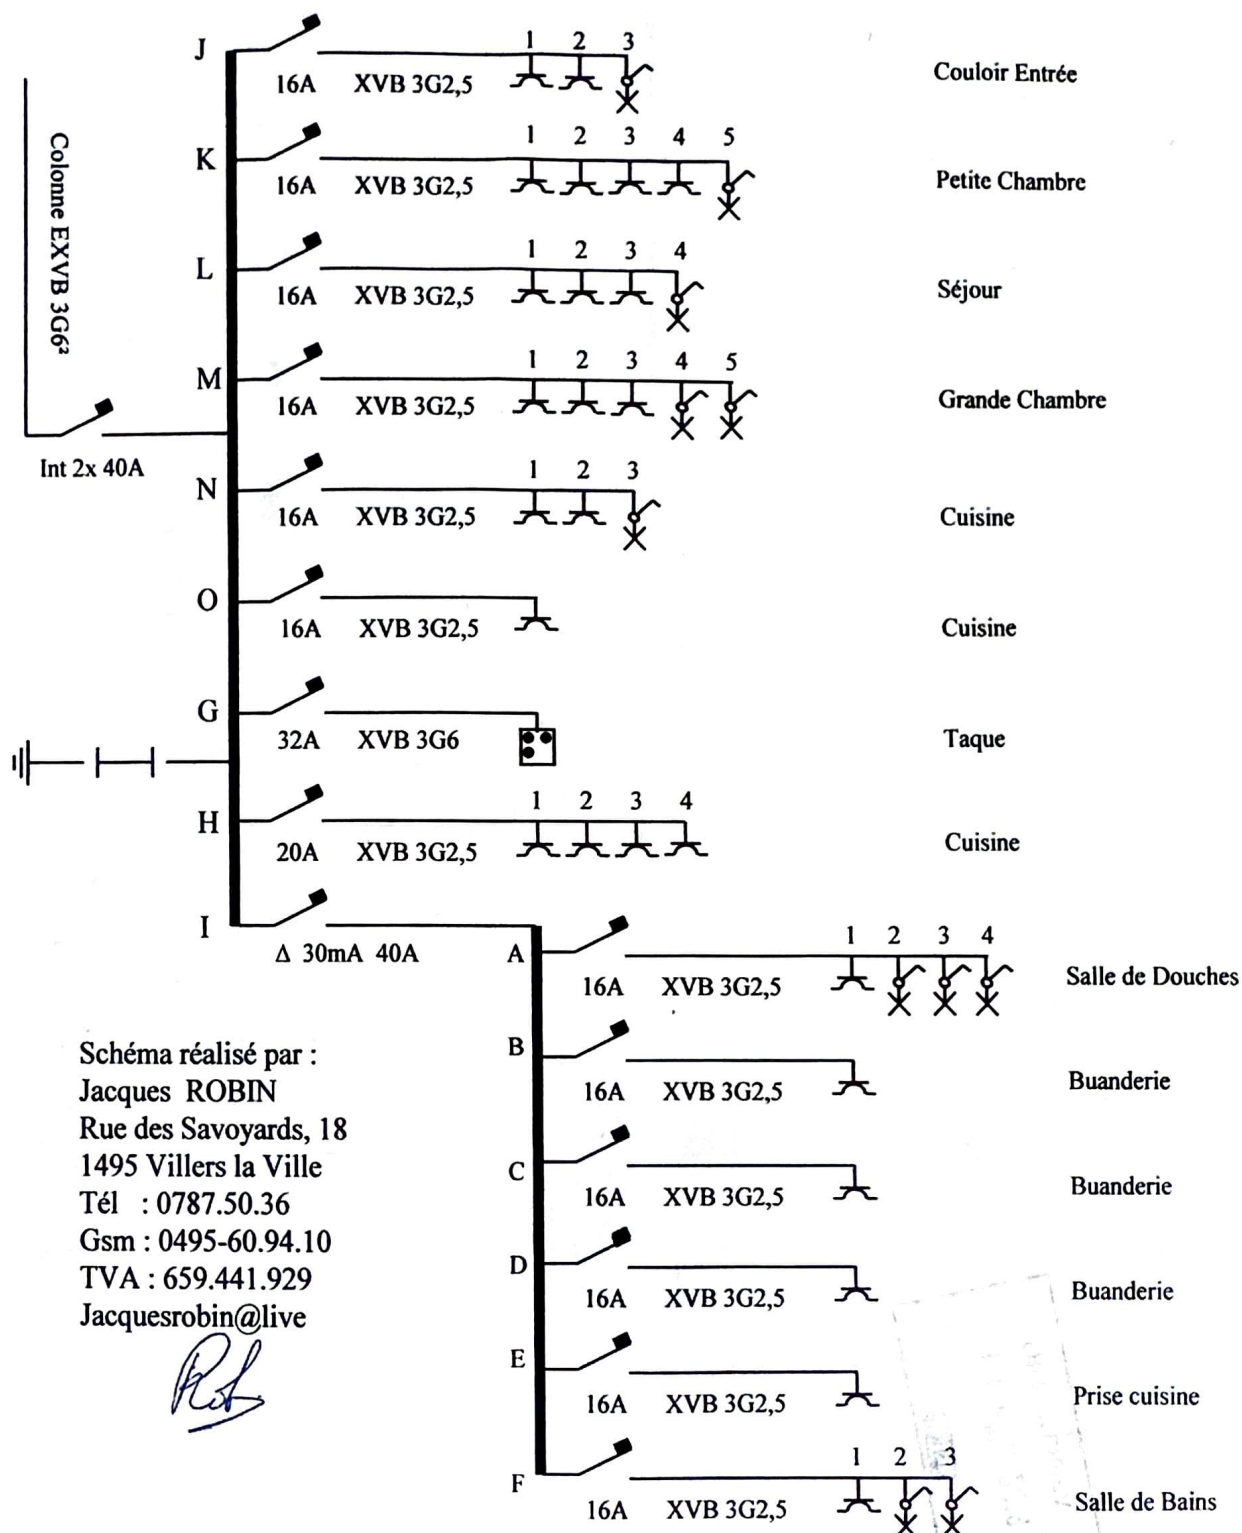 J 1 2 3
16A XVB 3G2,5 Couloir Entrée
K 1 2 3 4 5
16A XVB 3G2,5 Petite Chambre
L 1 2 3 4
16A XVB 3G2,5 Séjour
Colonne EXVB 3G6²
M 1 2 3 4 5
16A XVB 3G2,5 Grande Chambre
Int 2x 40A
N 1 2 3
16A XVB 3G2,5 Cuisine
O
16A XVB 3G2,5 Cuisine
G
32A XVB 3G6 Taque
H 1 2 3 4
20A XVB 3G2,5 Cuisine
I
Δ 30mA 40A
A 1 2 3 4
16A XVB 3G2,5 Salle de Douches
B
16A XVB 3G2,5 Buanderie
C
16A XVB 3G2,5 Buanderie
D
16A XVB 3G2,5 Buanderie
E
16A XVB 3G2,5 Prise cuisine
F 1 2 3
16A XVB 3G2,5 Salle de Bains
Schéma réalisé par :
Jacques ROBIN
Rue des Savoyards, 18
1495 Villers la Ville
Tél : 0787.50.36
Gsm : 0495-60.94.10
TVA : 659.441.929
Jacquesrobin@live